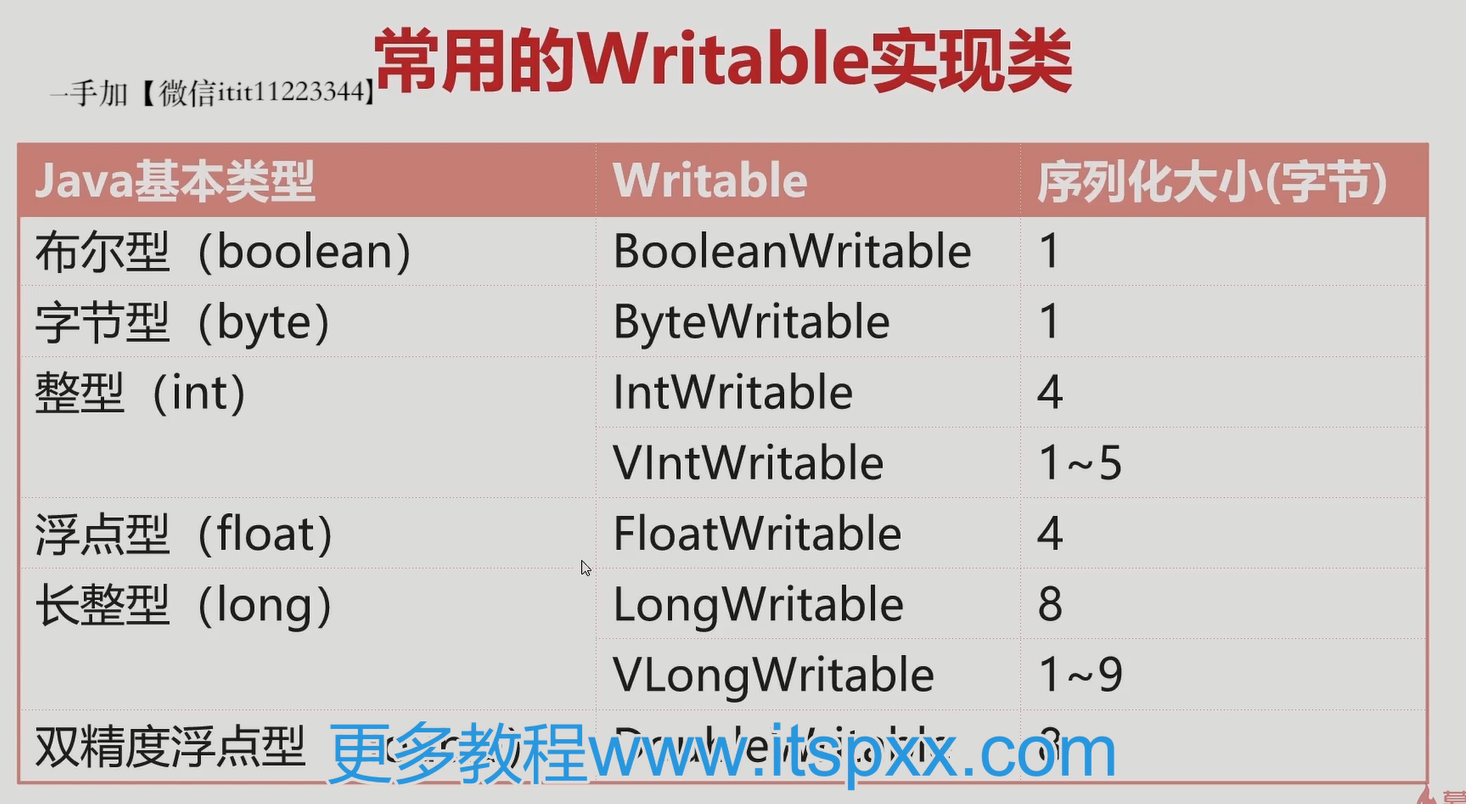 常用的Writable实现类
一手加【微信itit11223344】
Java基本类型 Writable 序列化大小(字节)
布尔型（boolean） BooleanWritable 1
字节型（byte） ByteWritable 1
整型（int） IntWritable 4
VIntWritable 1~5
浮点型（float） FloatWritable 4
长整型（long） LongWritable 8
VLongWritable 1~9
双精度浮点型 DoubleWritable 8
更多教程www.itspxx.com